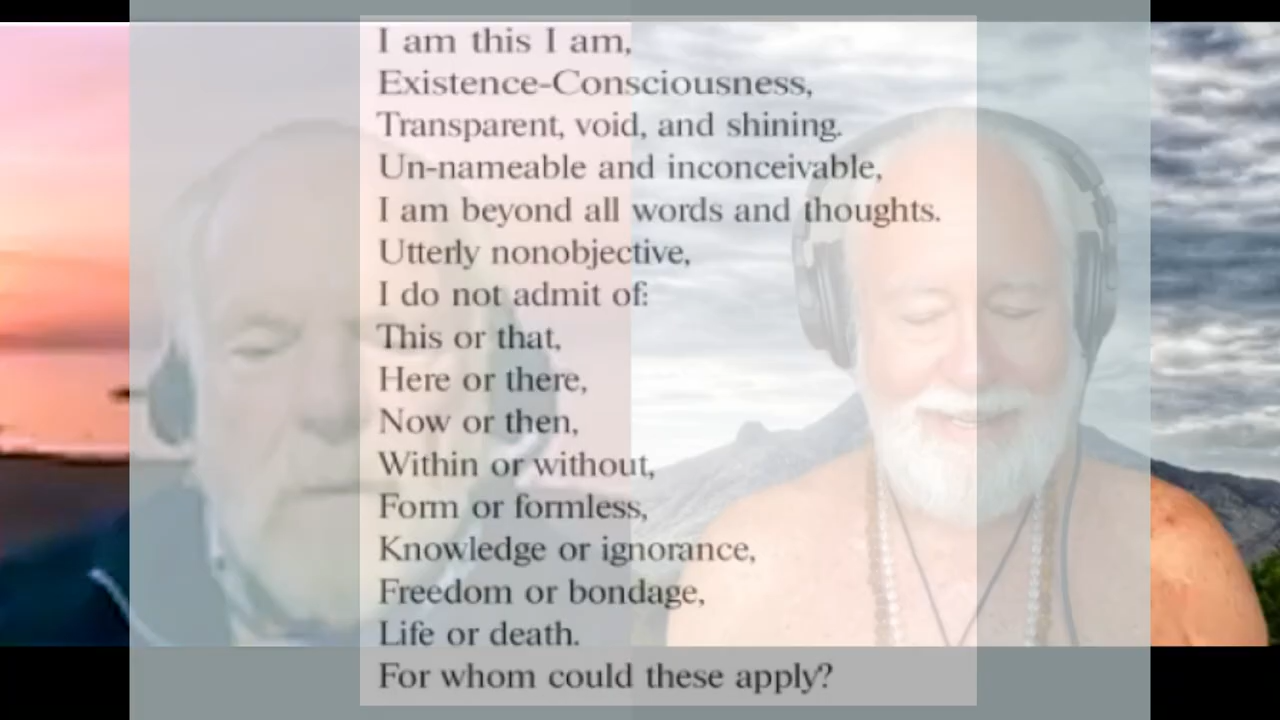 I am this I am,
Existence-Consciousness,
Transparent, void, and shining.
Un-nameable and inconceivable,
I am beyond all words and thoughts.
Utterly nonobjective,
I do not admit of:
This or that,
Here or there,
Now or then,
Within or without,
Form or formless,
Knowledge or ignorance,
Freedom or bondage,
Life or death.
For whom could these apply?